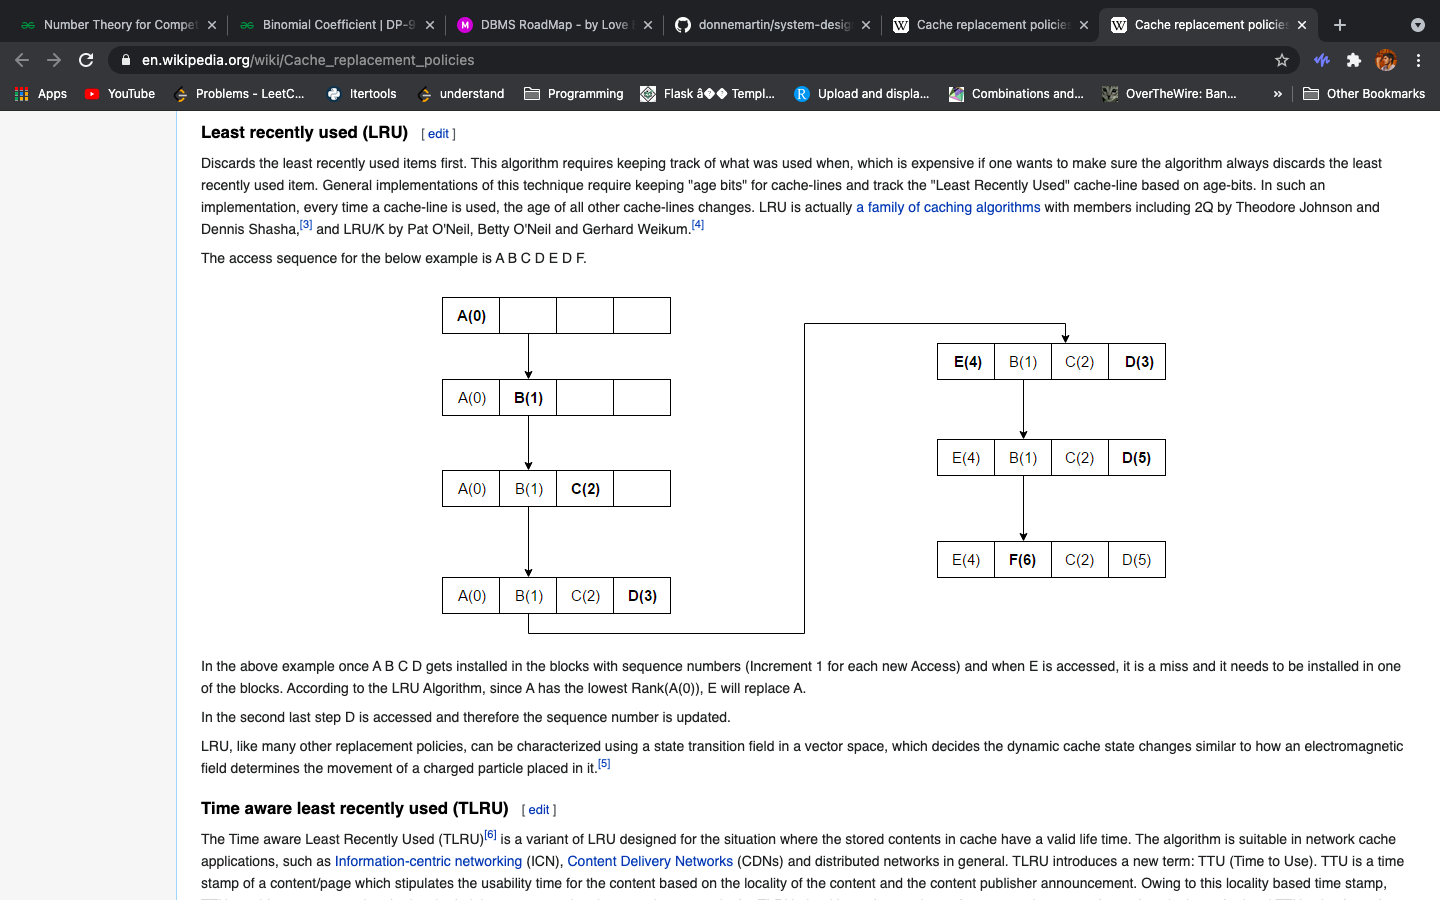 Number Theory for Compet
Binomial Coefficient | DP-9
DBMS RoadMap - by Love
donnemartin/system-desig
Cache replacement policies
Cache replacement policies
en.wikipedia.org/wiki/Cache_replacement_policies
Apps
YouTube
Problems - LeetC...
Itertools
understand
Programming
Flask â�� Templ...
Upload and displa...
Combinations and...
OverTheWire: Ban...
»
Other Bookmarks
Least recently used (LRU) [ edit ]
Discards the least recently used items first. This algorithm requires keeping track of what was used when, which is expensive if one wants to make sure the algorithm always discards the least
recently used item. General implementations of this technique require keeping "age bits" for cache-lines and track the "Least Recently Used" cache-line based on age-bits. In such an
implementation, every time a cache-line is used, the age of all other cache-lines changes. LRU is actually a family of caching algorithms with members including 2Q by Theodore Johnson and
Dennis Shasha,[3] and LRU/K by Pat O'Neil, Betty O'Neil and Gerhard Weikum.[4]
The access sequence for the below example is A B C D E D F.
A(0)
A(0) B(1)
A(0) B(1) C(2)
A(0) B(1) C(2) D(3)
E(4) B(1) C(2) D(3)
E(4) B(1) C(2) D(5)
E(4) F(6) C(2) D(5)
In the above example once A B C D gets installed in the blocks with sequence numbers (Increment 1 for each new Access) and when E is accessed, it is a miss and it needs to be installed in one
of the blocks. According to the LRU Algorithm, since A has the lowest Rank(A(0)), E will replace A.
In the second last step D is accessed and therefore the sequence number is updated.
LRU, like many other replacement policies, can be characterized using a state transition field in a vector space, which decides the dynamic cache state changes similar to how an electromagnetic
field determines the movement of a charged particle placed in it.[5]
Time aware least recently used (TLRU) [ edit ]
The Time aware Least Recently Used (TLRU)[6] is a variant of LRU designed for the situation where the stored contents in cache have a valid life time. The algorithm is suitable in network cache
applications, such as Information-centric networking (ICN), Content Delivery Networks (CDNs) and distributed networks in general. TLRU introduces a new term: TTU (Time to Use). TTU is a time
stamp of a content/page which stipulates the usability time for the content based on the locality of the content and the content publisher announcement. Owing to this locality based time stamp,